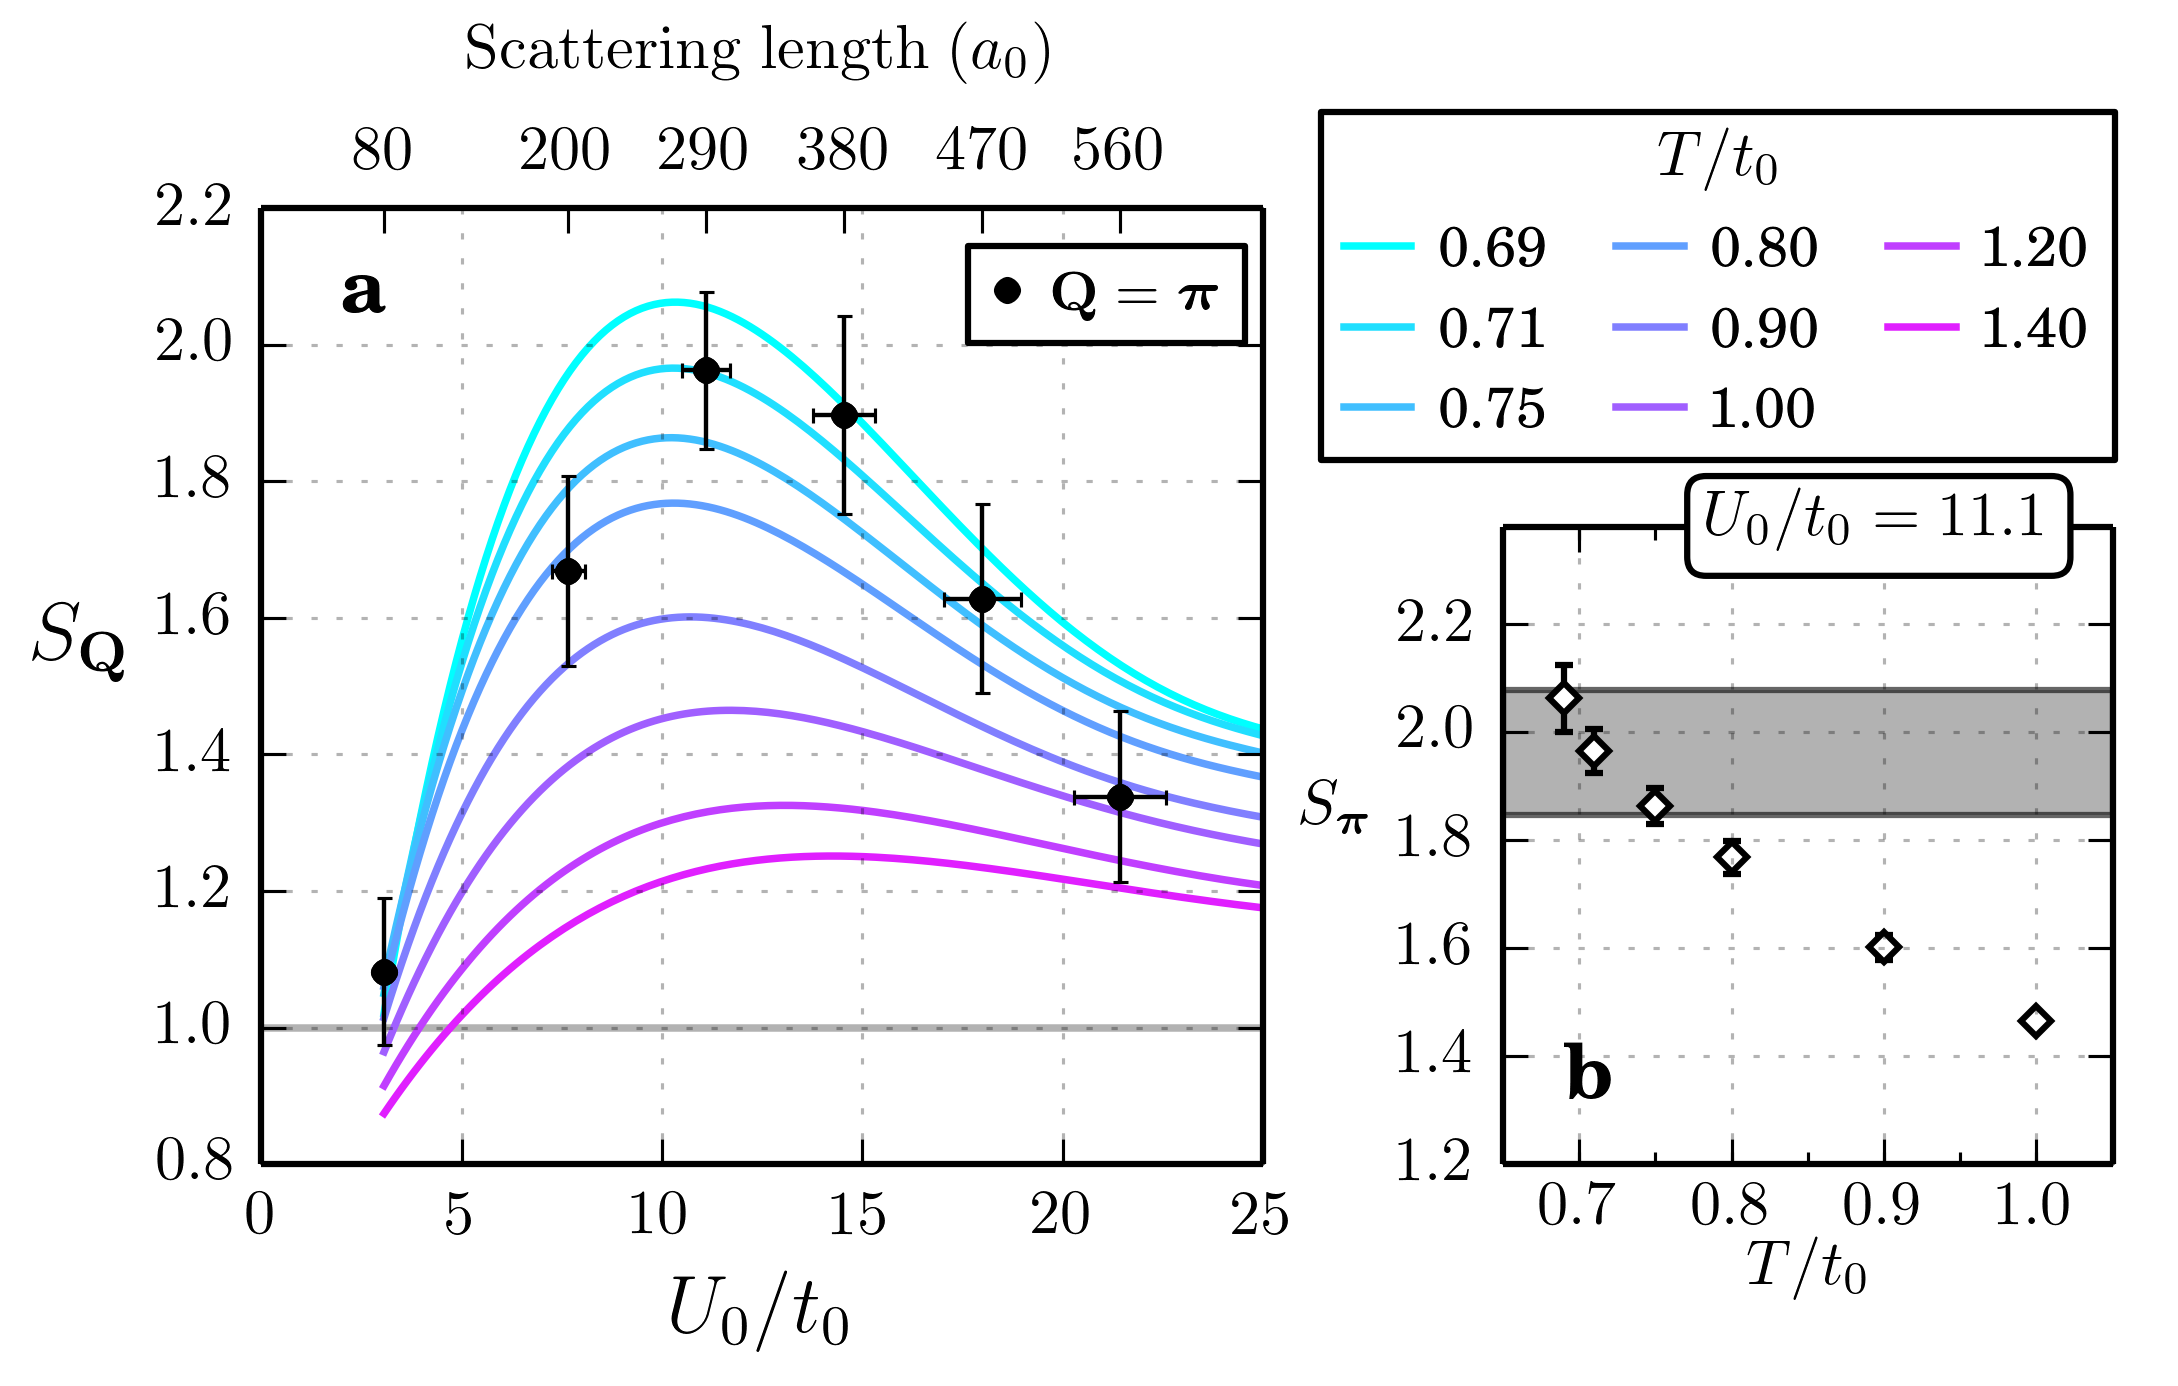 Scattering length (a₀)
80 200 290 380 470 560
a
Q = π
S_Q
2.2
2.0
1.8
1.6
1.4
1.2
1.0
0.8
0 5 10 15 20 25
U₀/t₀
T/t₀
0.69 0.80 1.20
0.71 0.90 1.40
0.75 1.00
U₀/t₀ = 11.1
S_π
2.2
2.0
1.8
1.6
1.4
1.2
b
0.7 0.8 0.9 1.0
T/t₀